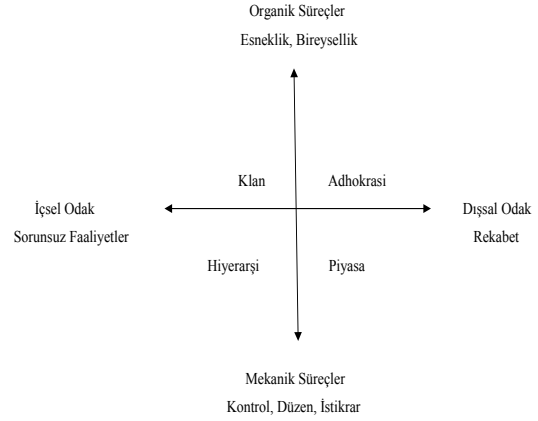 Organik Süreçler
Esneklik, Bireysellik
Klan
Adhokrasi
İçsel Odak
Sorunsuz Faaliyetler
Dışsal Odak
Rekabet
Hiyerarşi
Piyasa
Mekanik Süreçler
Kontrol, Düzen, İstikrar